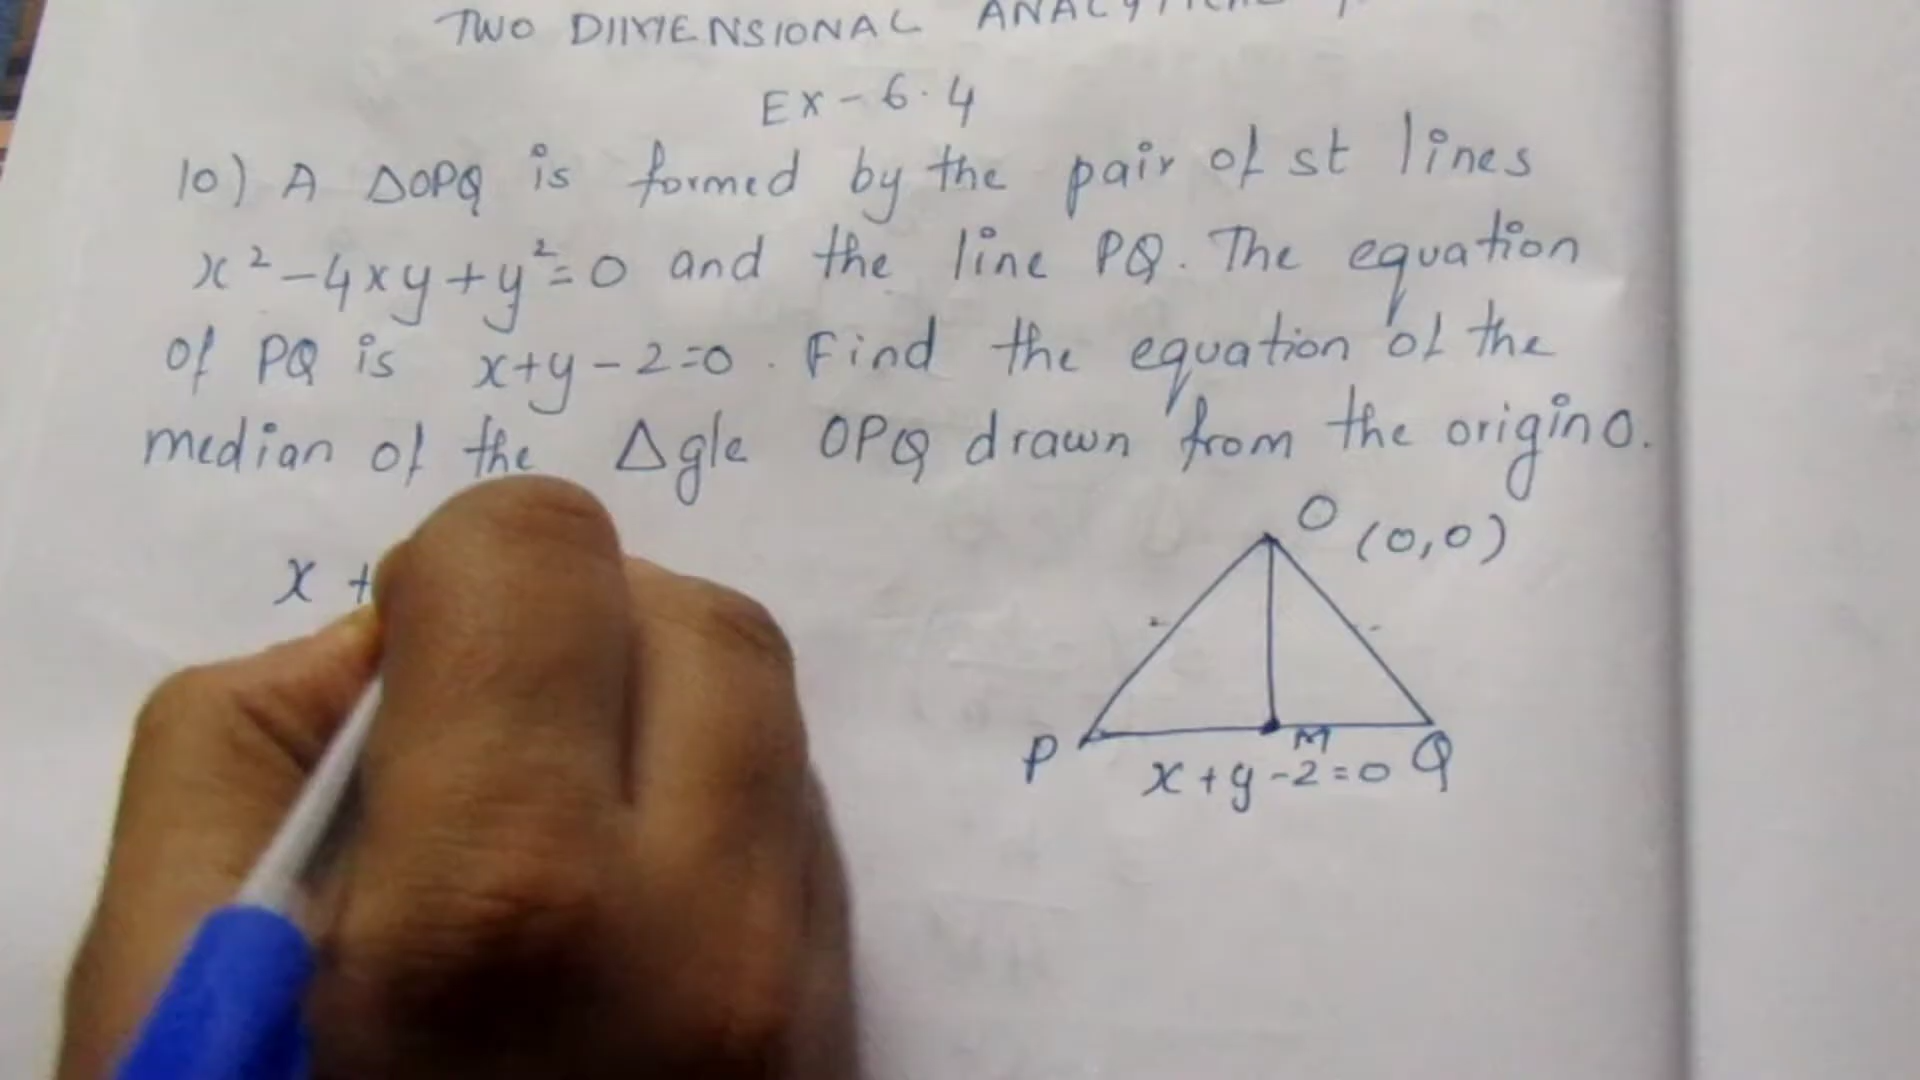 TWO DIMENSIONAL
EX-6.4
10) A ΔOPQ is formed by the pair of st lines
x²-4xy+y²=0 and the line PQ. The equation
of PQ is x+y-2=0. Find the equation of the
median of the Δgle OPQ drawn from the origin O.
O (0,0)
x +
P M Q
x+y-2=0